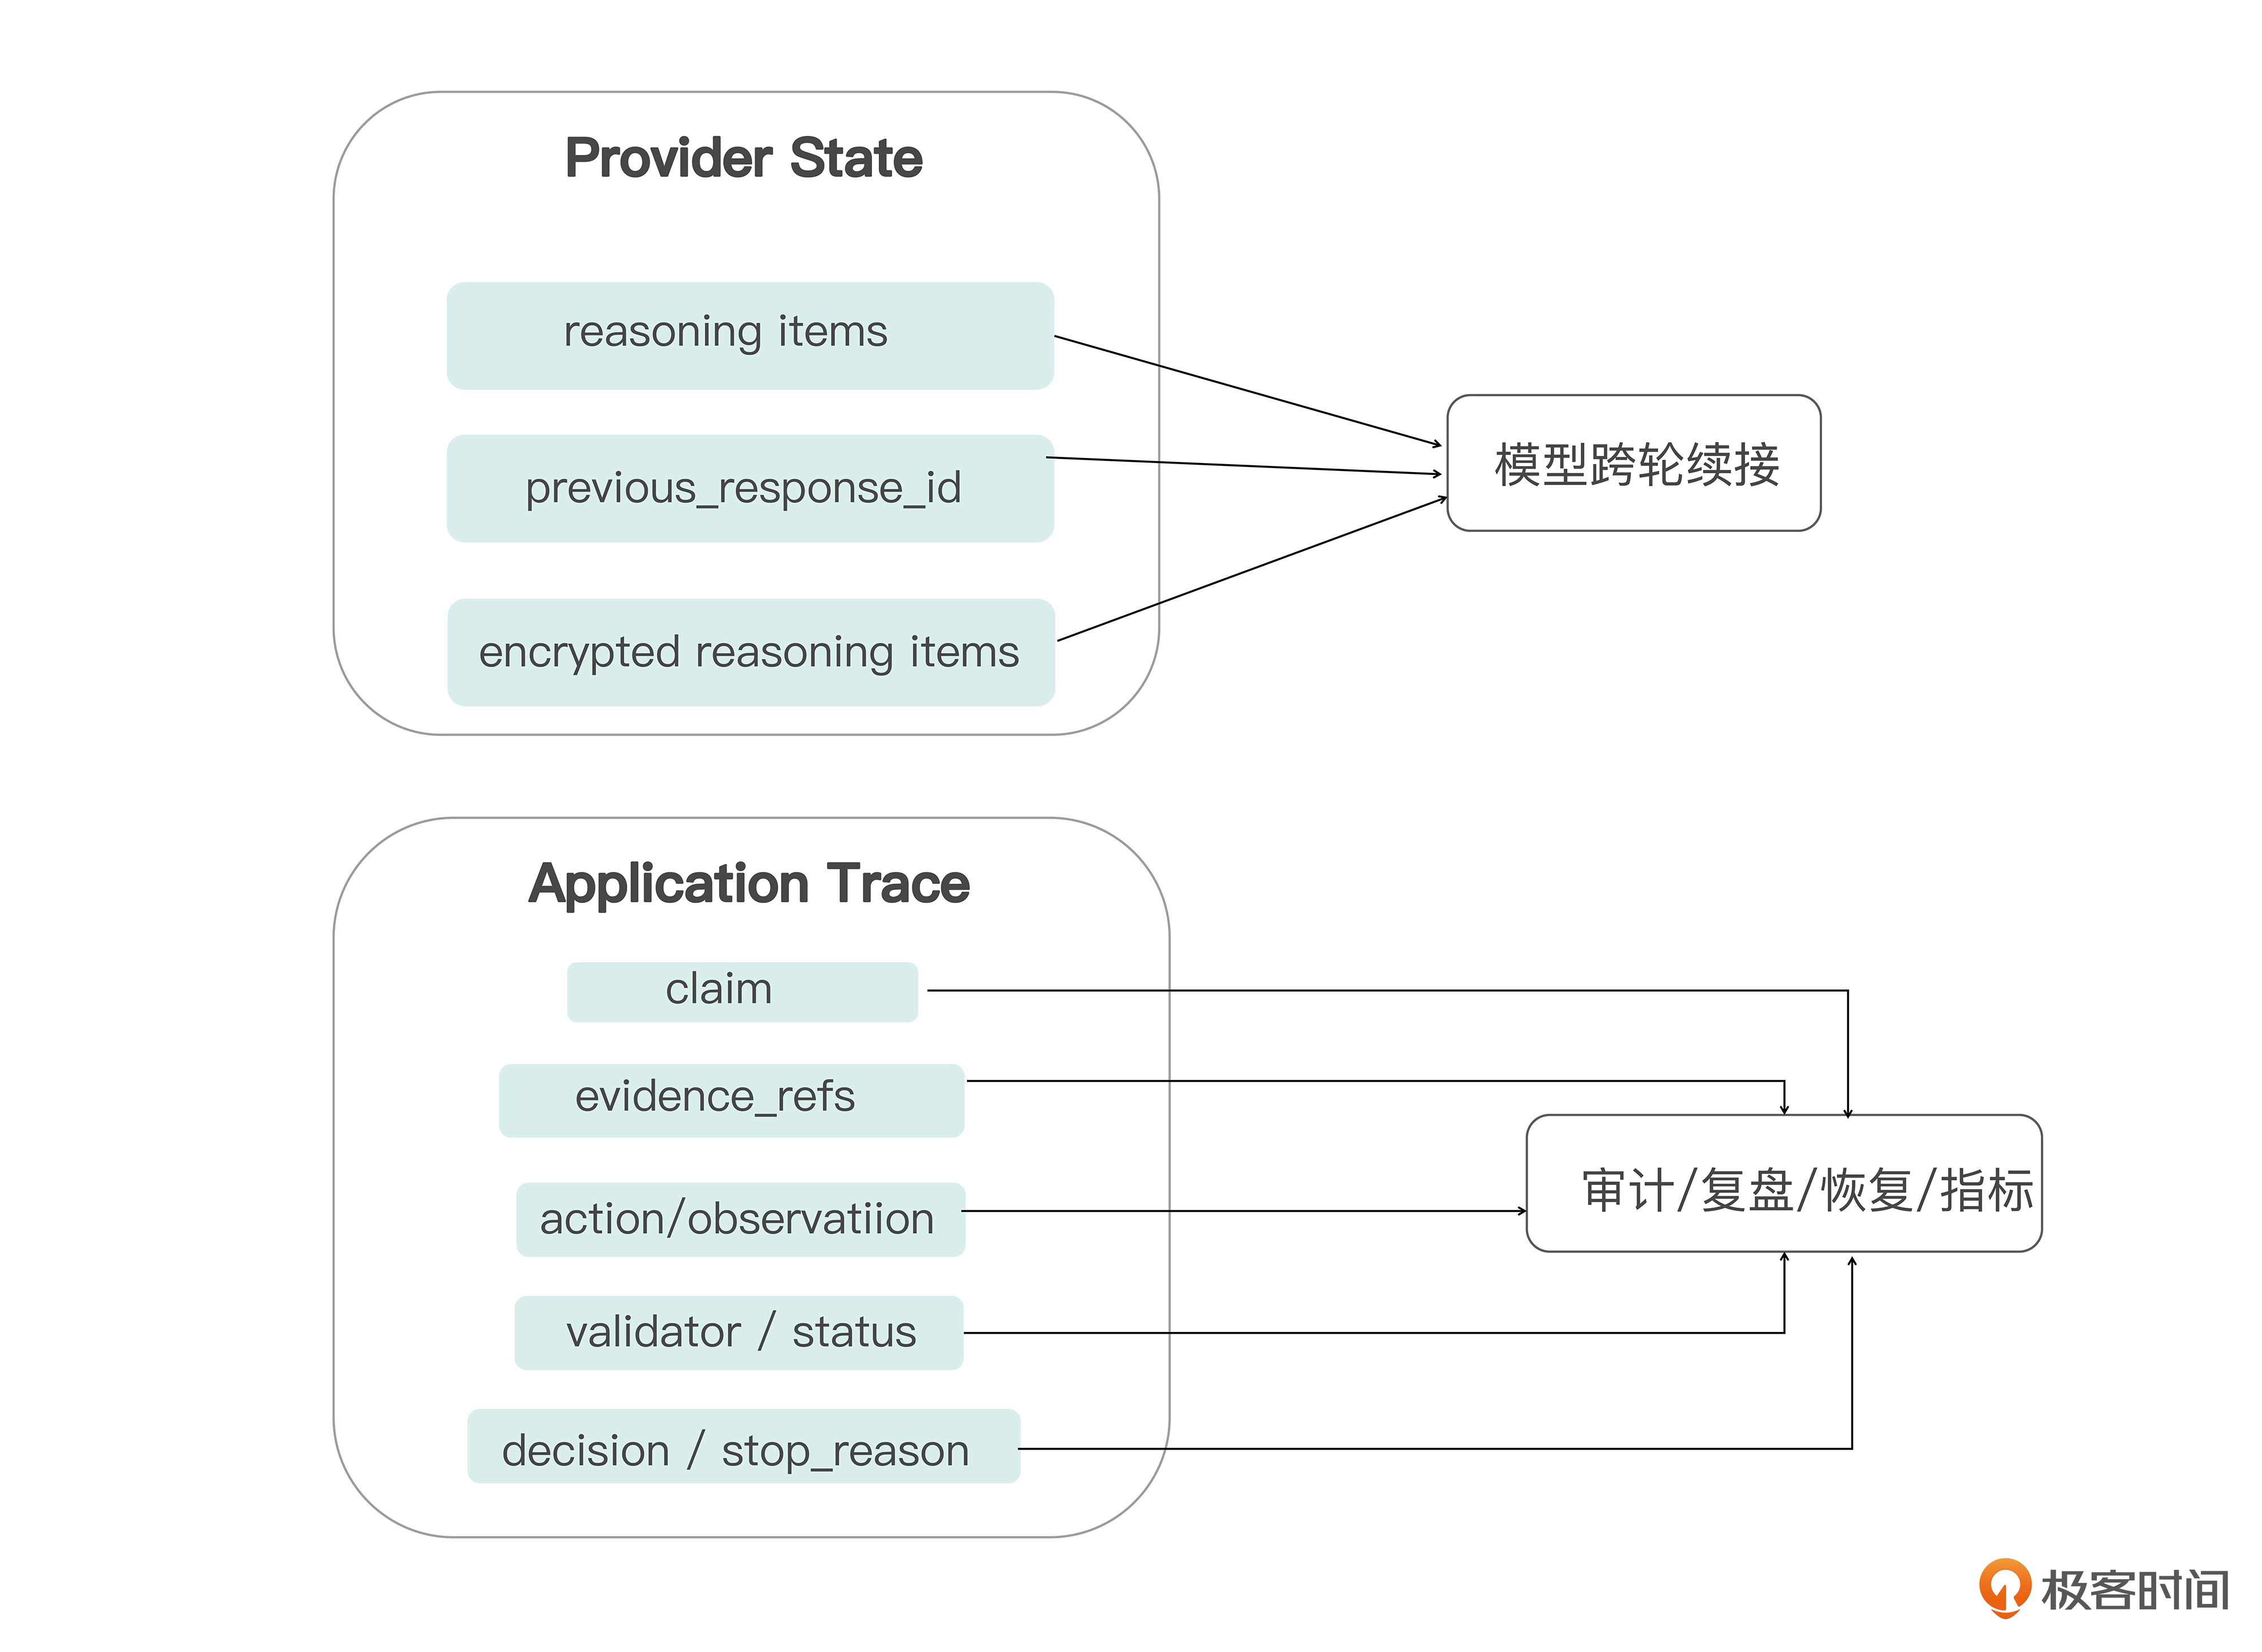 Provider State
reasoning items
previous_response_id
encrypted reasoning items
模型跨轮续接
Application Trace
claim
evidence_refs
action/observatiion
validator / status
decision / stop_reason
审计/复盘/恢复/指标
极客时间